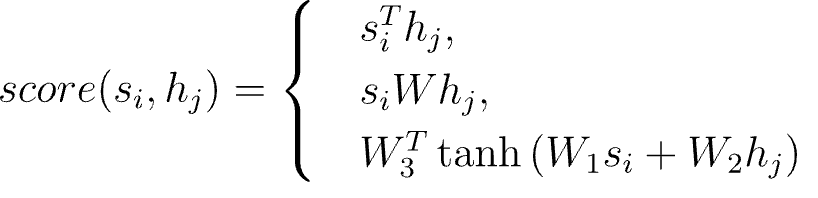 score(s_i, h_j) = { s_i^T h_j,
s_i W h_j,
W_3^T tanh (W_1 s_i + W_2 h_j)